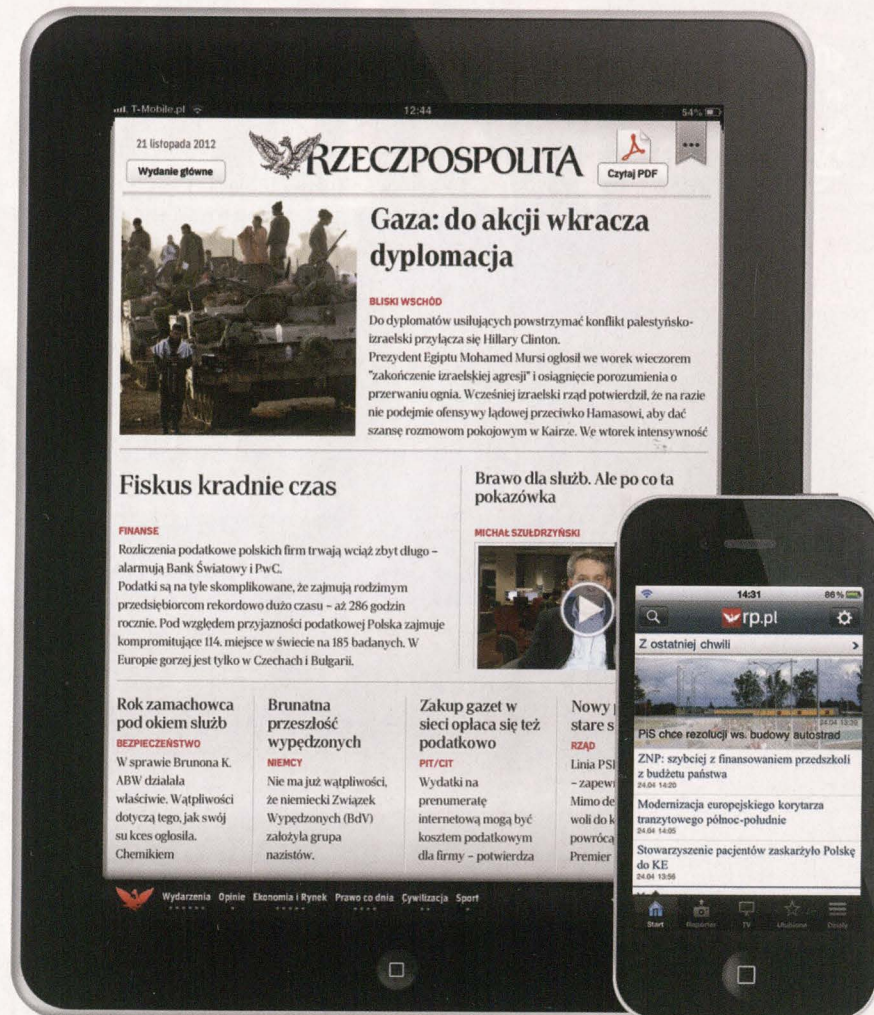 T-Mobile.pl
12:44
54%
21 listopada 2012
Wydanie główne
RZECZPOSPOLITA
Czytaj PDF
Gaza: do akcji wkracza
dyplomacja
BLISKI WSCHÓD
Do dyplomatów usiłujących powstrzymać konflikt palestyńsko-
izraelski przyłącza się Hillary Clinton.
Prezydent Egiptu Mohamed Mursi ogłosił we worek wieczorem
"zakończenie izraelskiej agresji" i osiągnięcie porozumienia o
przerwaniu ognia. Wcześniej izraelski rząd potwierdził, że na razie
nie podejmie ofensywy lądowej przeciwko Hamasowi, aby dać
szansę rozmowom pokojowym w Kairze. We wtorek intensywność
Fiskus kradnie czas
FINANSE
Rozliczenia podatkowe polskich firm trwają wciąż zbyt długo –
alarmują Bank Światowy i PwC.
Podatki są na tyle skomplikowane, że zajmują rodzimym
przedsiębiorcom rekordowo dużo czasu – aż 286 godzin
rocznie. Pod względem przyjazności podatkowej Polska zajmuje
kompromitujące 114. miejsce w świecie na 185 badanych. W
Europie gorzej jest tylko w Czechach i Bułgarii.
Brawo dla służb. Ale po co ta
pokazówka
MICHAŁ SZUŁDRZYŃSKI
Rok zamachowca
pod okiem służb
BEZPIECZEŃSTWO
W sprawie Brunona K.
ABW działała
właściwie. Wątpliwości
dotyczą tego, jak swój
su kces ogłosiła.
Chemikiem
Brunatna
przeszłość
wypędzonych
NIEMCY
Nie ma już wątpliwości,
że niemiecki Związek
Wypędzonych (BdV)
założyła grupa
nazistów.
Zakup gazet w
sieci opłaca się też
podatkowo
PIT/CIT
Wydatki na
prenumeratę
internetową mogą być
kosztem podatkowym
dla firmy – potwierdza
Nowy
stare s
RZĄD
Linia PSL
– zapewni
Mimo de
woli do k
powrócą
Premier
Wydarzenia Opinie Ekonomia i Rynek Prawo co dnia Cywilizacja Sport
14:31
86%
rp.pl
Z ostatniej chwili
24.04 13:30
PiS chce rezolucji ws. budowy autostrad
ZNP: szybciej z finansowaniem przedszkoli
z budżetu państwa
24.04 14:20
Modernizacja europejskiego korytarza
tranzytowego północ-południe
24.04 14:05
Stowarzyszenie pacjentów zaskarżyło Polskę
do KE
24.04 13:56
Start Reporter TV Ulubione Działy